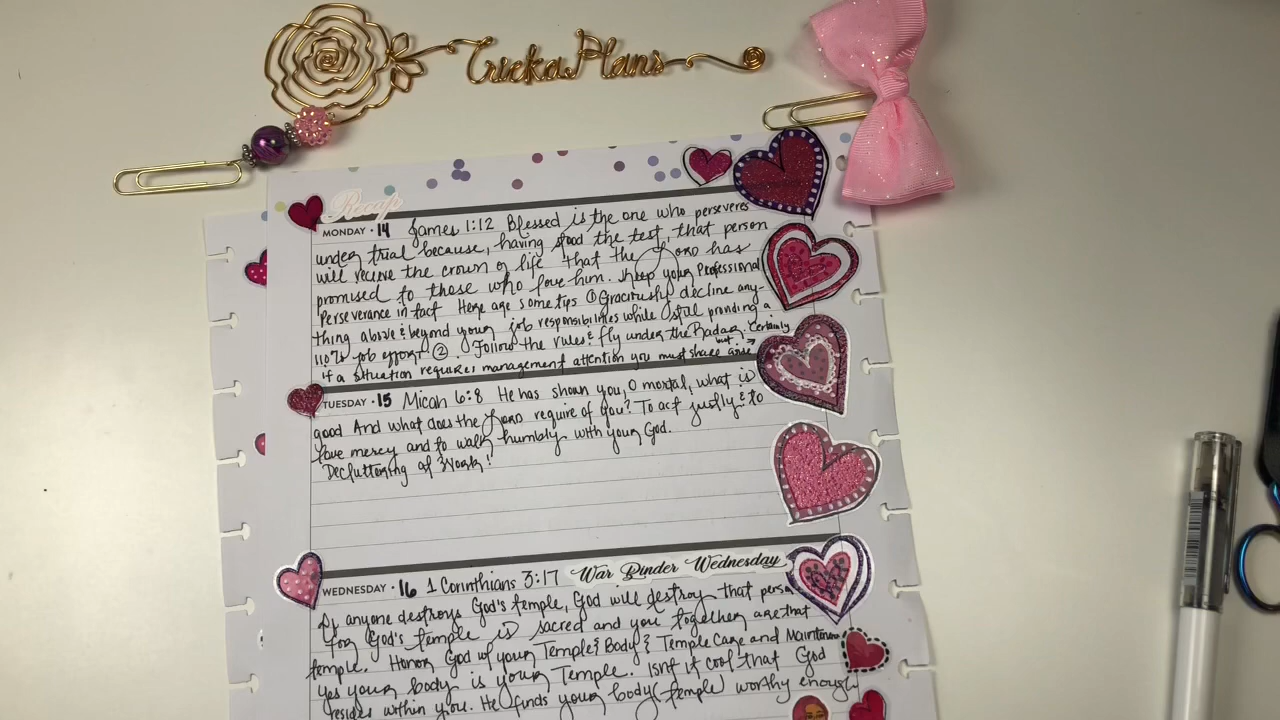 TrickaPlans
Recap
MONDAY · 14 James 1:12 Blessed is the one who perseveres
under trial because, having stood the test, that person
will recieve the crown of life that the Lord has
promised to those who love him. Keep your Professional
Perseverance in fact Here are some tips ① Graciously decline any-
thing above & beyond your job responsibilities while still providing a
110% job effort. ② Follow the rules & fly under the Radar. Certainly but
if a situation requires management attention you must share arise
TUESDAY · 15 Micah 6:8 He has shown you, O mortal, what is
good And what does the Lord require of you? To act justly & to
love mercy and to walk humbly with your God.
Decluttering of Work!
WEDNESDAY · 16 1 Corinthians 3:17 War Binder Wednesday
If anyone destroys God's temple, God will destroy that perso
for God's temple is sacred and you together are that
temple. Honor God w/ your Temple & Body & Temple Care and Maintenance
yes your body is your Temple. Isn't it cool that God
resides within you. He finds your body (temple) worthy enough